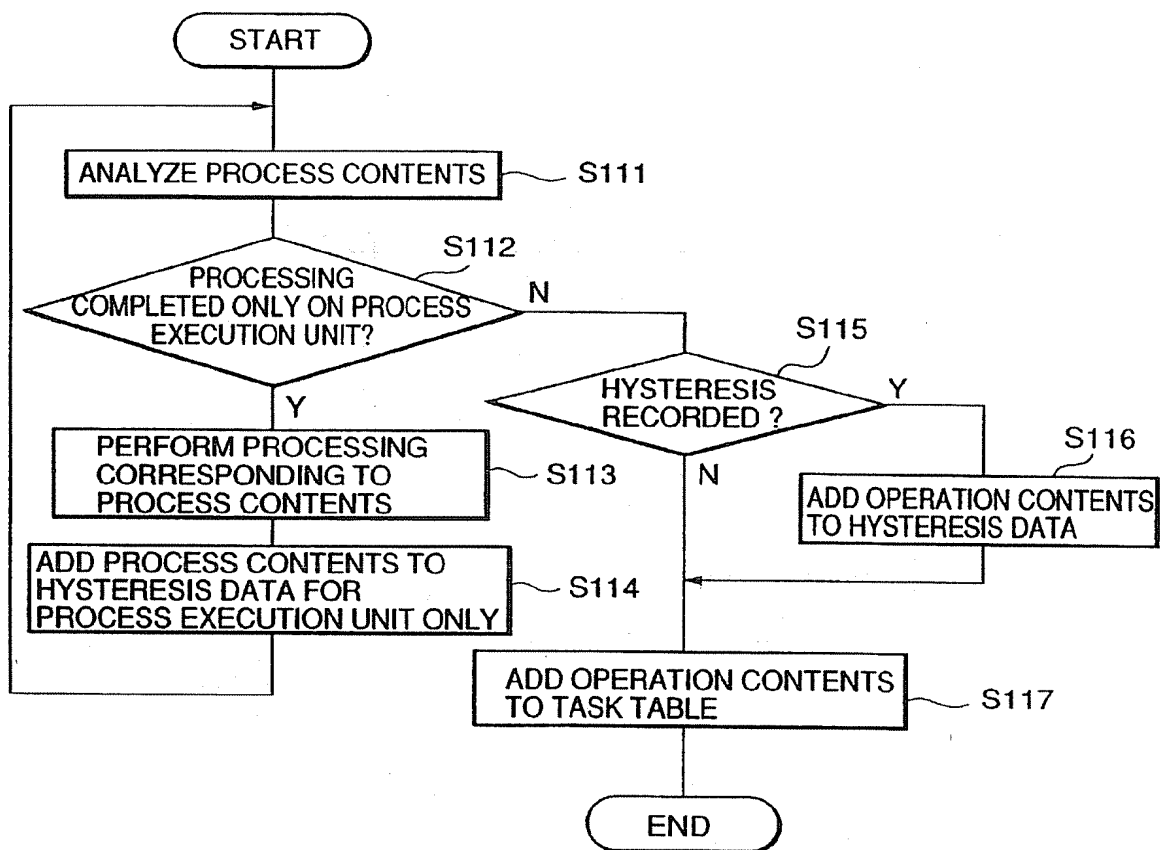 START
ANALYZE PROCESS CONTENTS
S111
S112
PROCESSING
COMPLETED ONLY ON PROCESS
EXECUTION UNIT?
N
Y
PERFORM PROCESSING
CORRESPONDING TO
PROCESS CONTENTS
S113
ADD PROCESS CONTENTS TO
HYSTERESIS DATA FOR
PROCESS EXECUTION UNIT ONLY
S114
S115
HYSTERESIS
RECORDED ?
Y
N
S116
ADD OPERATION CONTENTS
TO HYSTERESIS DATA
ADD OPERATION CONTENTS
TO TASK TABLE
S117
END